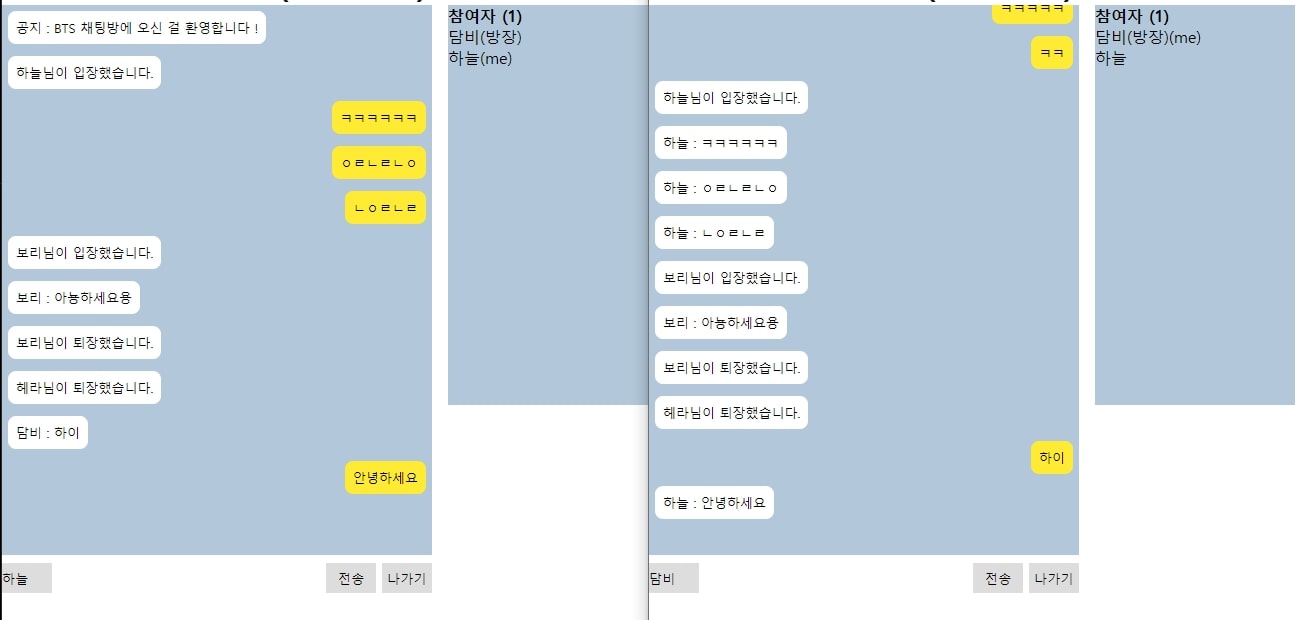 공지 : BTS 채팅방에 오신 걸 환영합니다 !
하늘님이 입장했습니다.
ㅋㅋㅋㅋㅋㅋ
ㅇㄹㄴㄹㄴㅇ
ㄴㅇㄹㄴㄹ
보리님이 입장했습니다.
보리 : 아뇽하세요용
보리님이 퇴장했습니다.
헤라님이 퇴장했습니다.
담비 : 하이
안녕하세요
하늘
전송
나가기
참여자 (1)
담비(방장)
하늘(me)
ㅋㅋㅋㅋㅋ
ㅋㅋ
하늘님이 입장했습니다.
하늘 : ㅋㅋㅋㅋㅋㅋ
하늘 : ㅇㄹㄴㄹㄴㅇ
하늘 : ㄴㅇㄹㄴㄹ
보리님이 입장했습니다.
보리 : 아뇽하세요용
보리님이 퇴장했습니다.
헤라님이 퇴장했습니다.
하이
하늘 : 안녕하세요
담비
전송
나가기
참여자 (1)
담비(방장)(me)
하늘